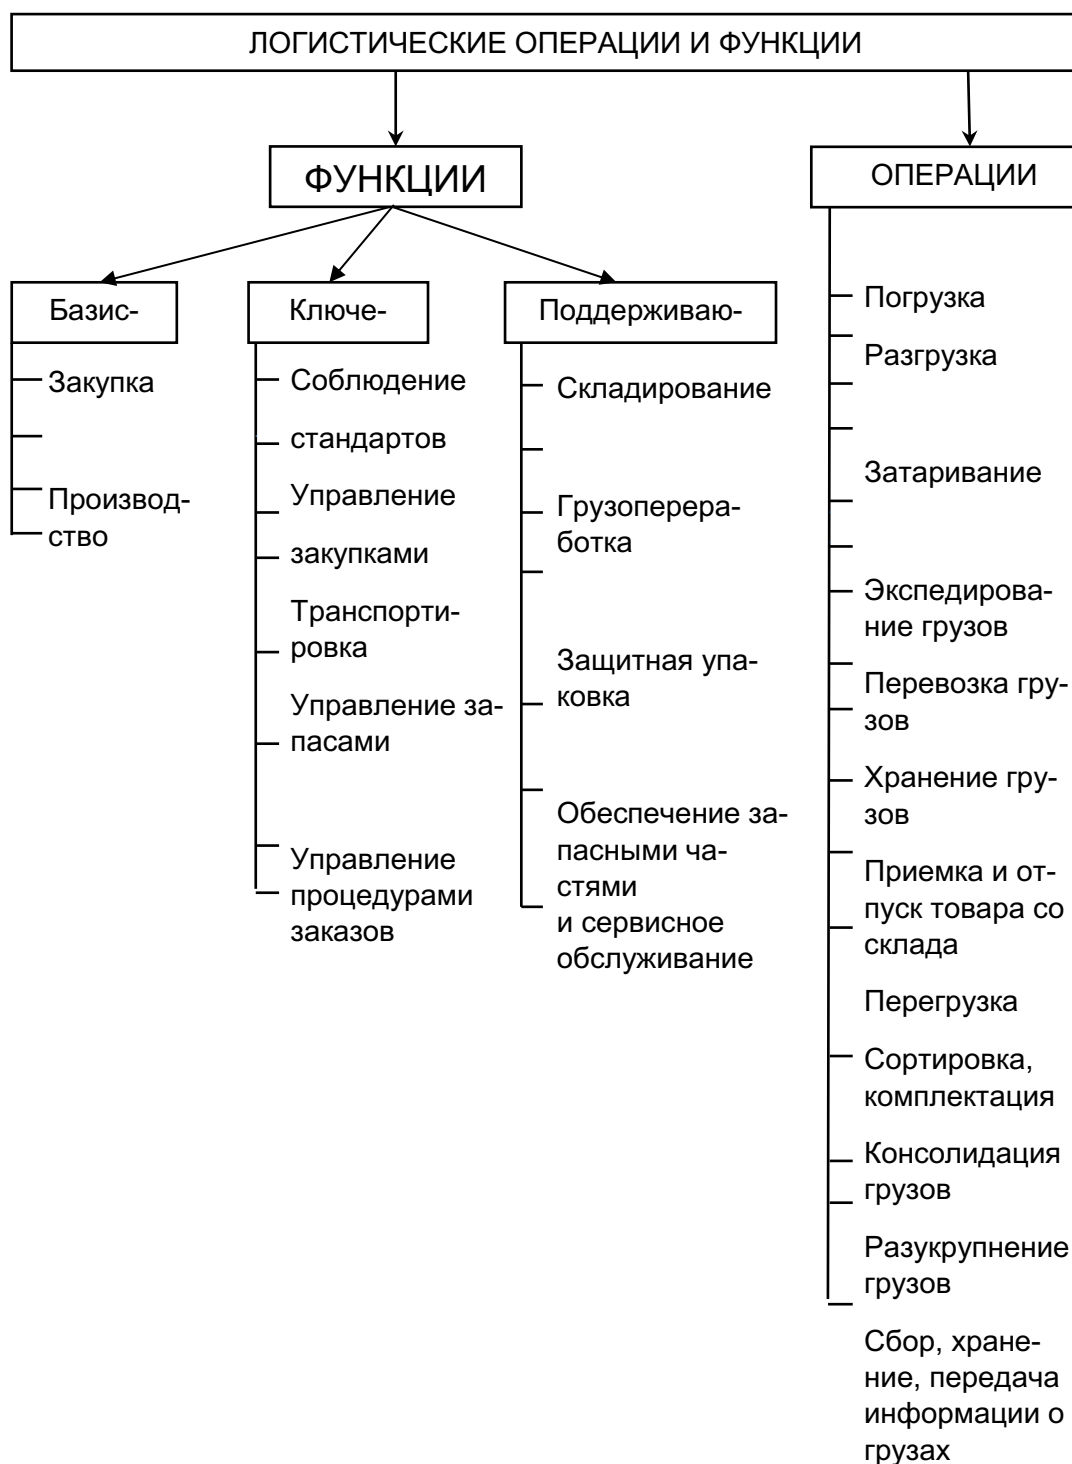 ЛОГИСТИЧЕСКИЕ ОПЕРАЦИИ И ФУНКЦИИ
ФУНКЦИИ
ОПЕРАЦИИ
Базис-
Закупка
Производ-
ство
Ключе-
Соблюдение
стандартов
Управление
закупками
Транспорти-
ровка
Управление за-
пасами
Управление
процедурами
заказов
Поддерживаю-
Складирование
Грузоперера-
ботка
Защитная упа-
ковка
Обеспечение за-
пасными ча-
стями
и сервисное
обслуживание
Погрузка
Разгрузка
Затаривание
Экспедирова-
ние грузов
Перевозка гру-
зов
Хранение гру-
зов
Приемка и от-
пуск товара со
склада
Перегрузка
Сортировка,
комплектация
Консолидация
грузов
Разукрупнение
грузов
Сбор, хране-
ние, передача
информации о
грузах